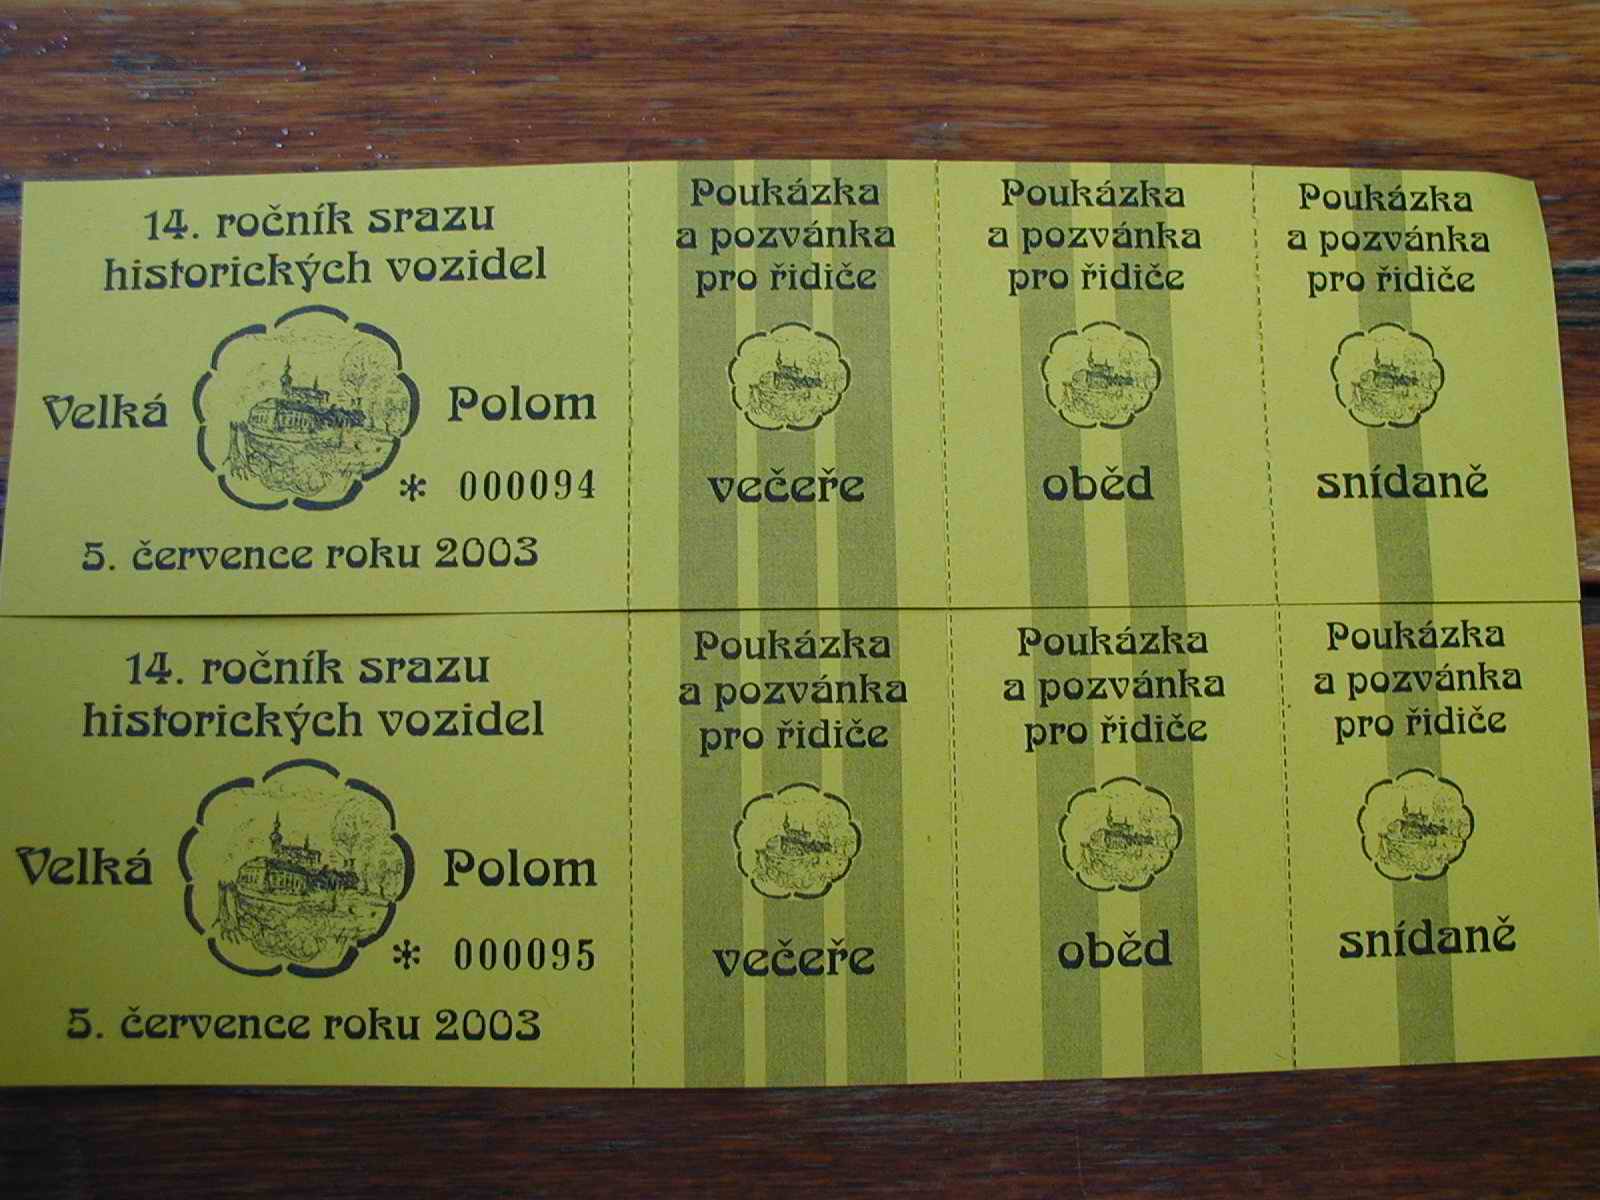 14. ročník srazu
historických vozidel
Velká Polom
* 000094
5. července roku 2003
Poukázka
a pozvánka
pro řidiče
večeře
Poukázka
a pozvánka
pro řidiče
oběd
Poukázka
a pozvánka
pro řidiče
snídaně
14. ročník srazu
historických vozidel
Velká Polom
* 000095
5. července roku 2003
Poukázka
a pozvánka
pro řidiče
večeře
Poukázka
a pozvánka
pro řidiče
oběd
Poukázka
a pozvánka
pro řidiče
snídaně